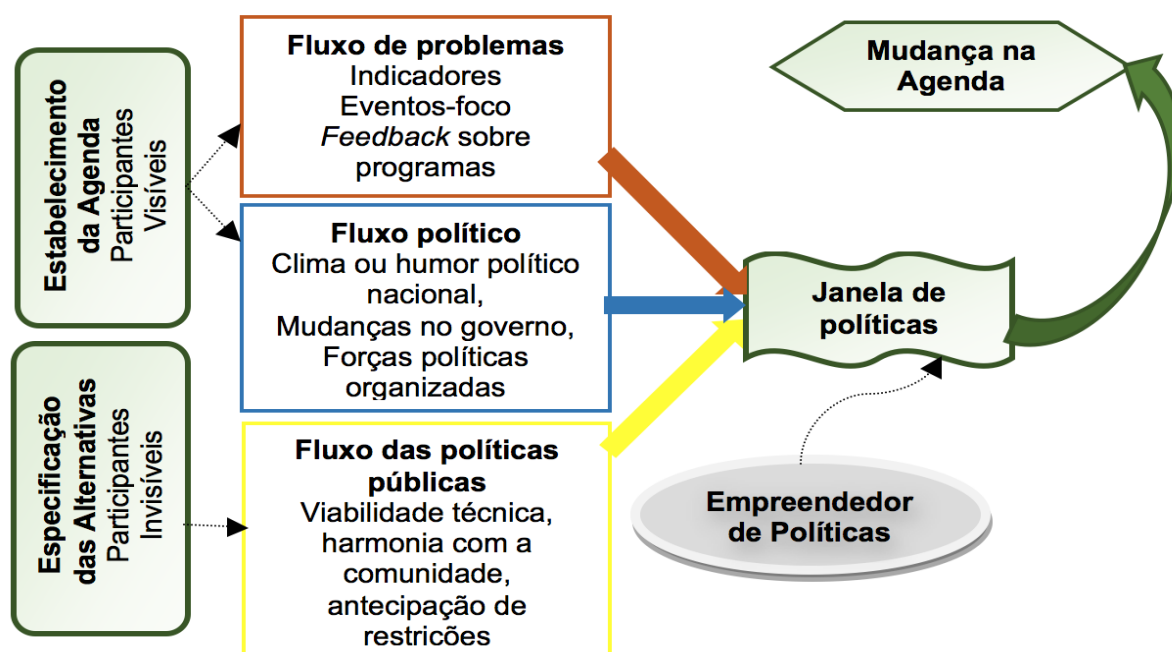 Estabelecimento
da Agenda
Participantes
Visíveis
Especificação
das Alternativas
Participantes
Invisíveis
Fluxo de problemas
Indicadores
Eventos-foco
Feedback sobre
programas
Fluxo político
Clima ou humor político
nacional,
Mudanças no governo,
Forças políticas
organizadas
Fluxo das políticas
públicas
Viabilidade técnica,
harmonia com a
comunidade,
antecipação de
restricões
Mudança na
Agenda
Janela de
políticas
Empreendedor
de Políticas